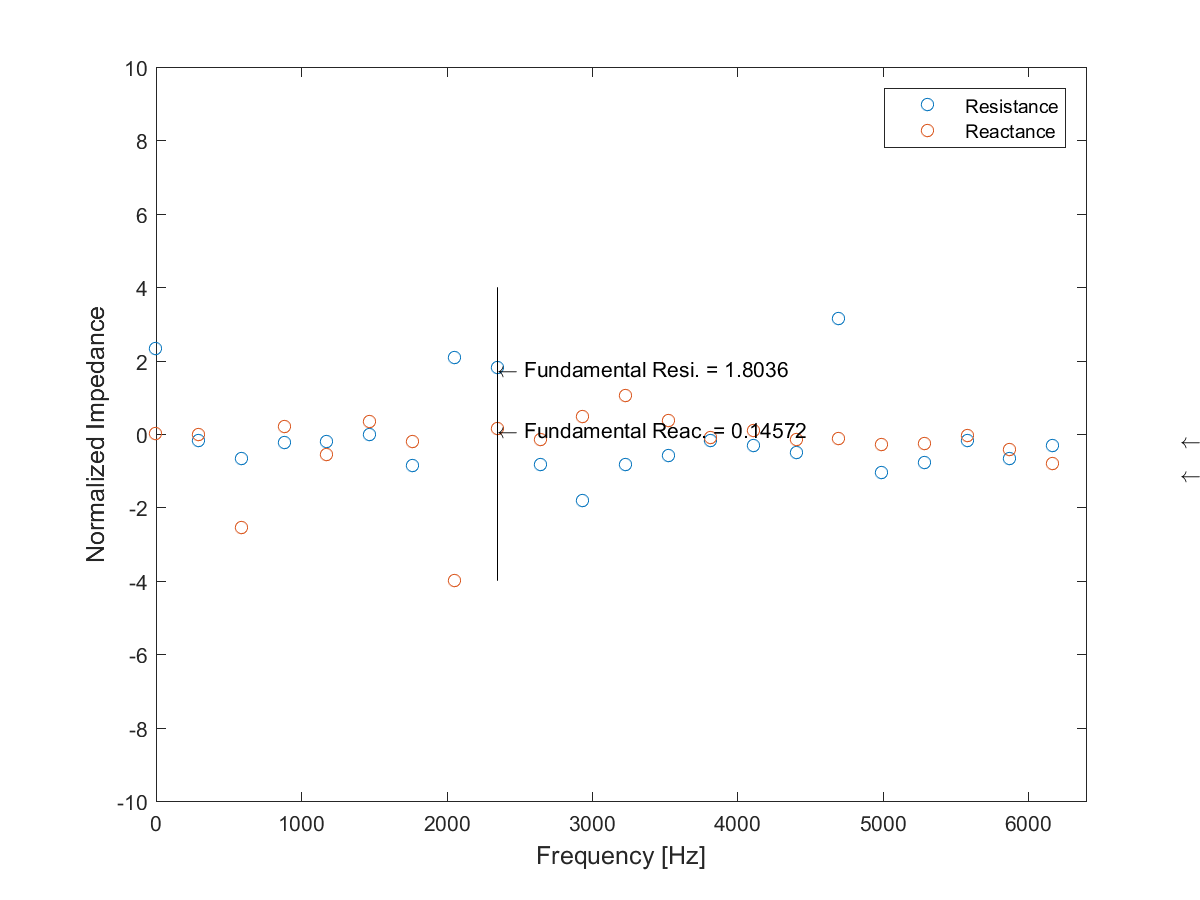 10
8
6
4
2
0
-2
-4
-6
-8
-10
Normalized Impedance
Resistance
Reactance
← Fundamental Resi. = 1.8036
← Fundamental Reac. = 0.14572
←
←
0 1000 2000 3000 4000 5000 6000
Frequency [Hz]